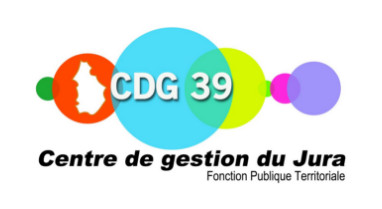 CDG 39
Centre de gestion du Jura
Fonction Publique Territoriale